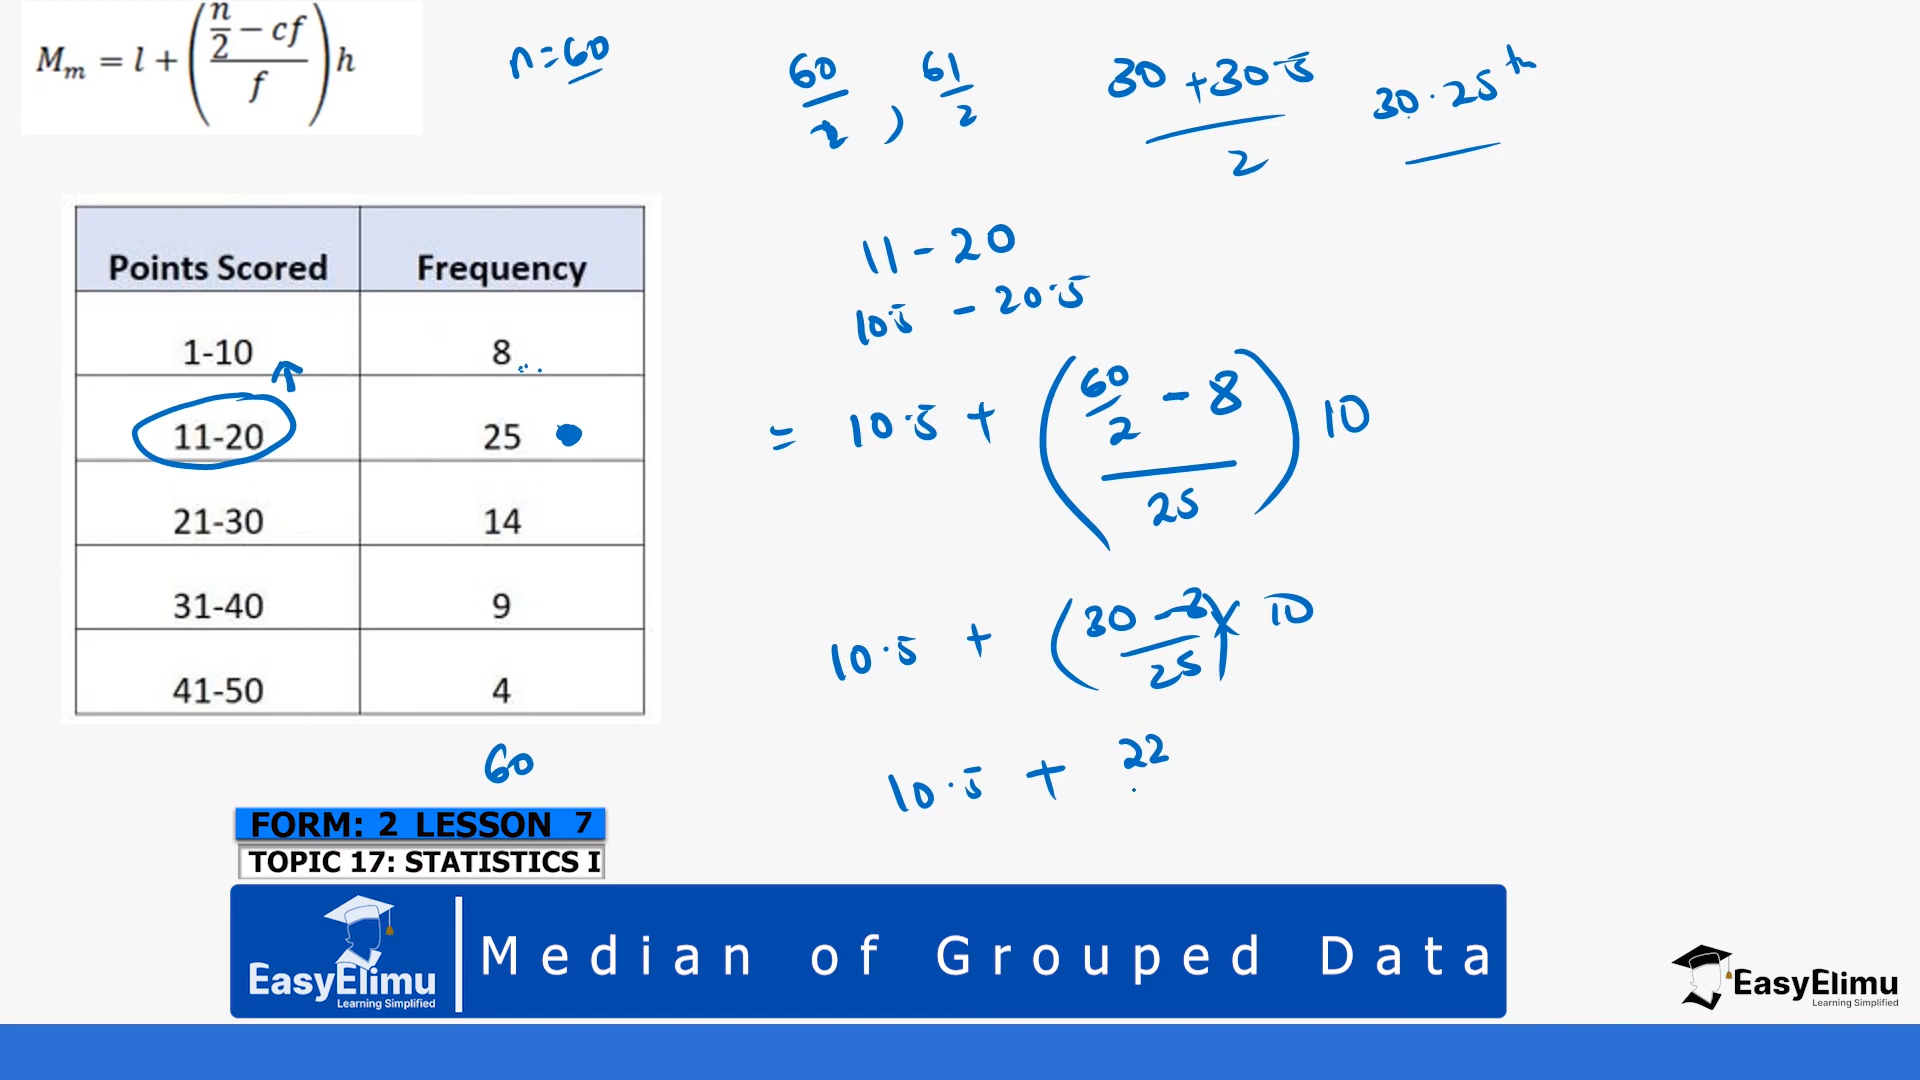 M_m = l + ((n/2 − cf)/f) h
n=60
60/2 , 61/2
30 + 30.5
2
30.25th
Points Scored Frequency
1-10 8
11-20 25
21-30 14
31-40 9
41-50 4
60
11 - 20
10.5 - 20.5
= 10.5 + ((60/2 - 8)/25) 10
10.5 + ((30 - 8)/25) × 10
10.5 + 22
FORM: 2 LESSON 7
TOPIC 17: STATISTICS I
EasyElimu
Learning Simplified
Median of Grouped Data
EasyElimu
Learning Simplified